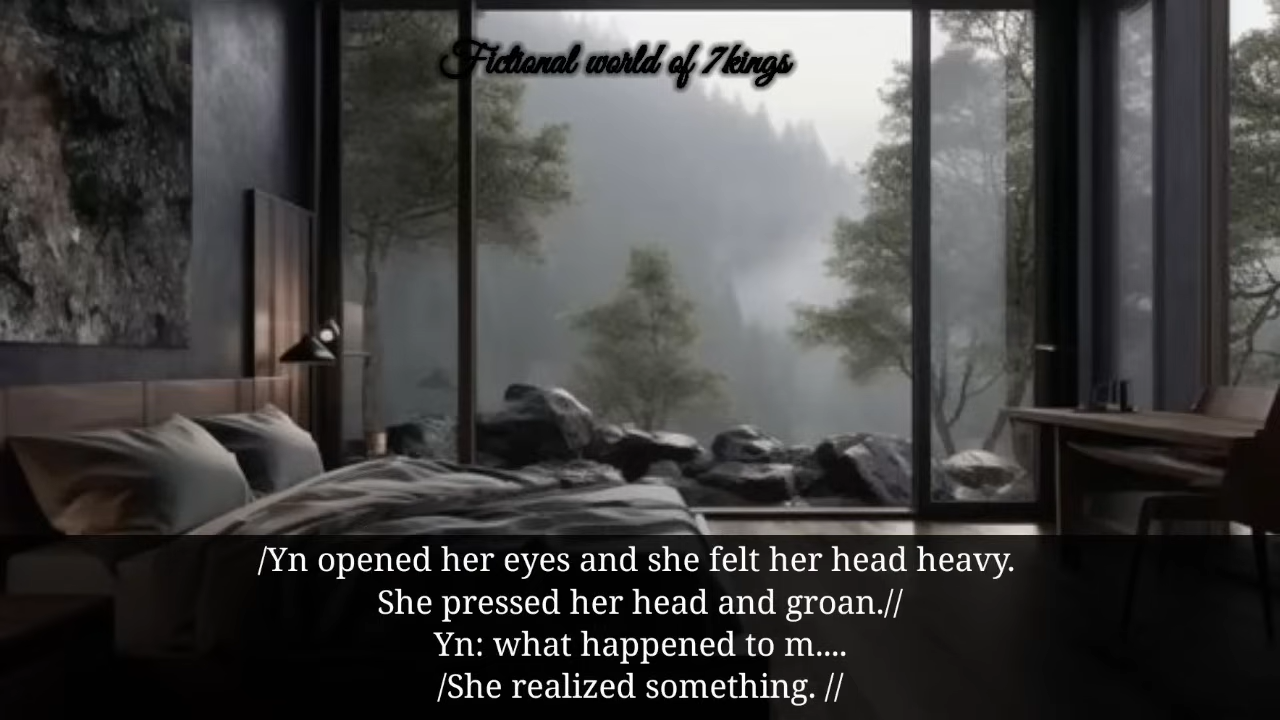 Fictional world of 7kings
/Yn opened her eyes and she felt her head heavy.
She pressed her head and groan.//
Yn: what happened to m....
/She realized something. //